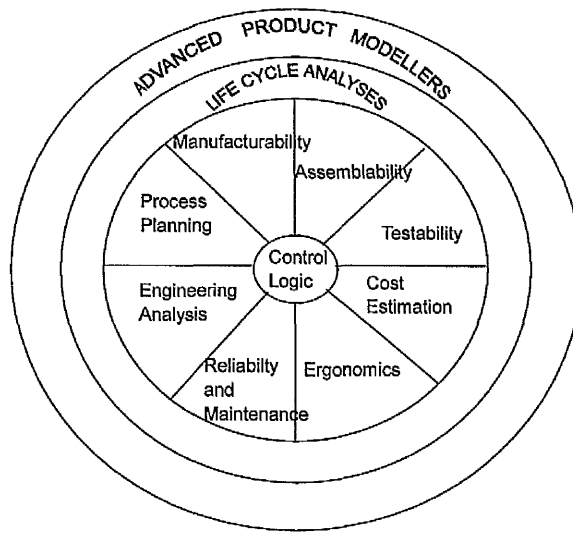 ADVANCED PRODUCT MODELLERS
LIFE CYCLE ANALYSES
Manufacturability
Assemblability
Process
Planning
Testability
Control
Logic
Engineering
Analysis
Cost
Estimation
Reliabilty
and
Maintenance
Ergonomics